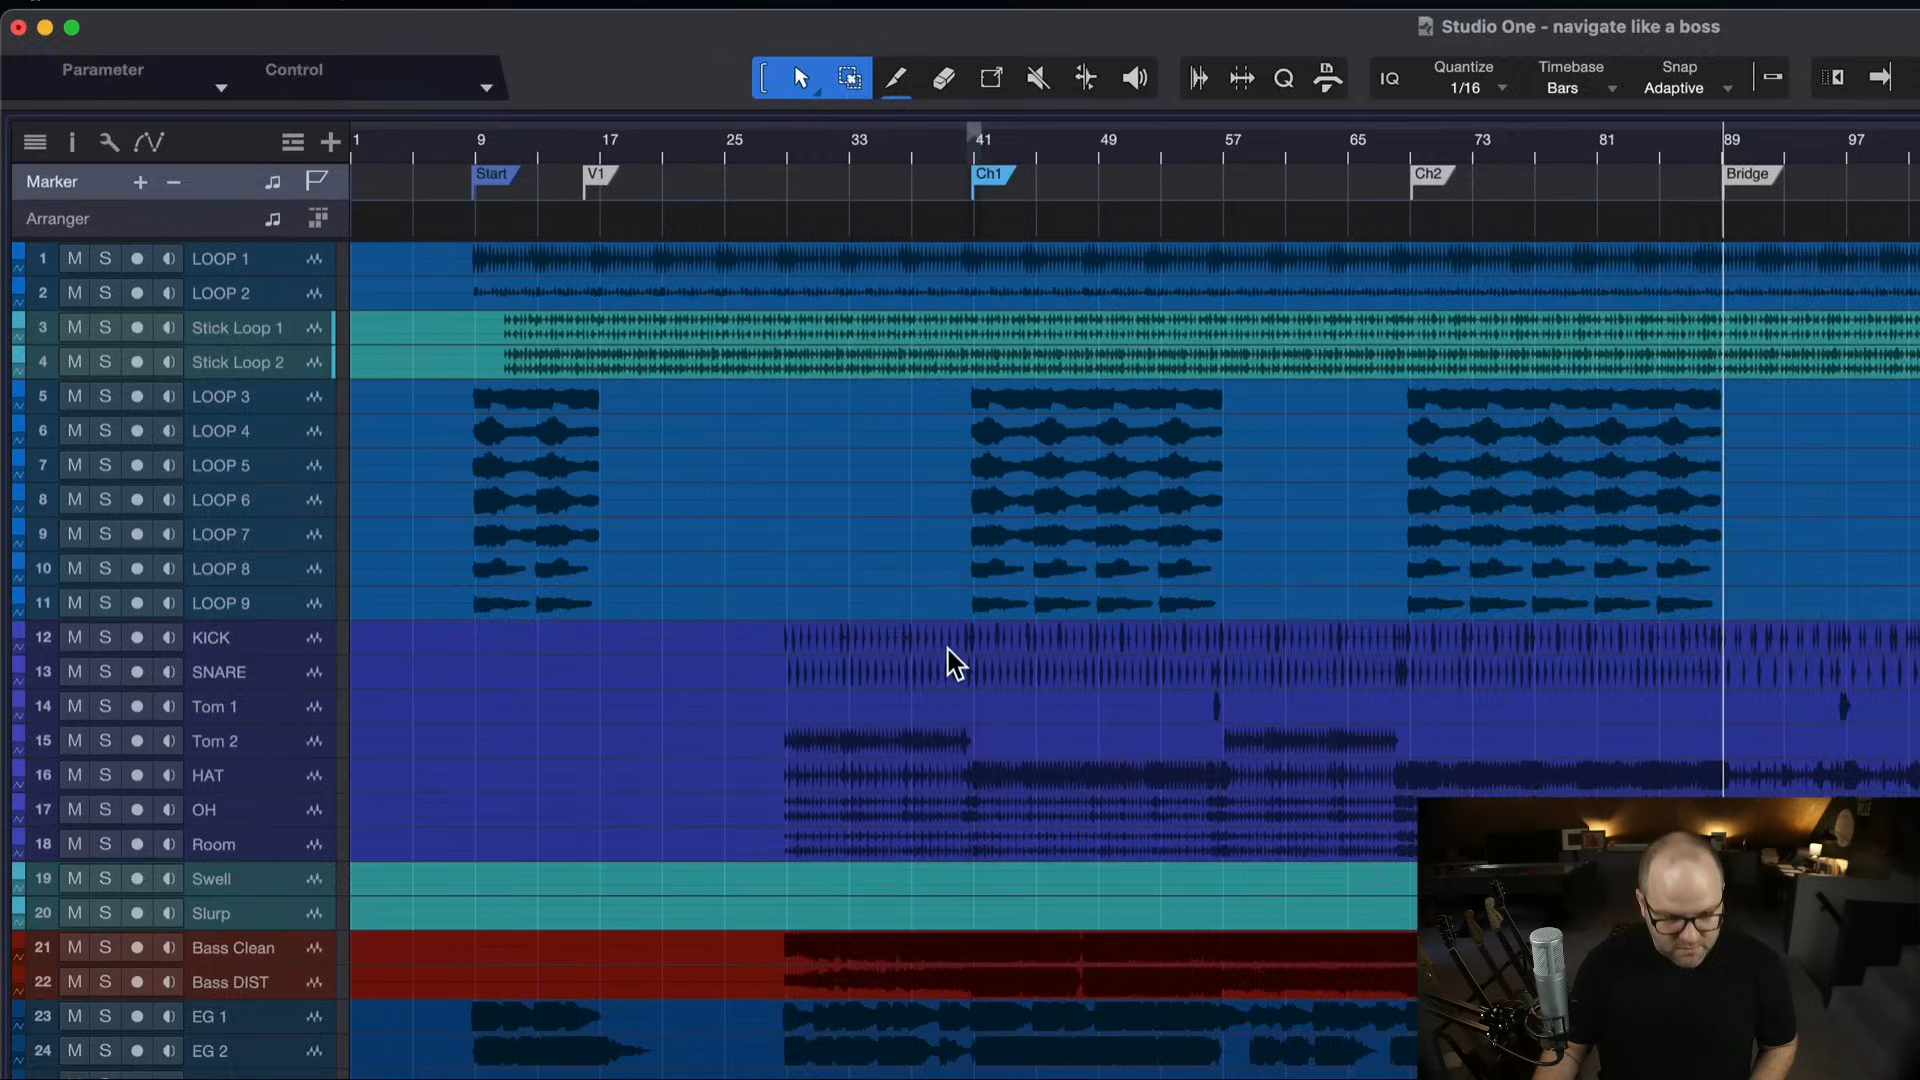 Studio One - navigate like a boss
Parameter
Control
IQ
Quantize
1/16
Timebase
Bars
Snap
Adaptive
1 9 17 25 33 41 49 57 65 73 81 89 97
Marker
Start V1 Ch1 Ch2 Bridge
Arranger
1 M S LOOP 1
2 M S LOOP 2
3 M S Stick Loop 1
4 M S Stick Loop 2
5 M S LOOP 3
6 M S LOOP 4
7 M S LOOP 5
8 M S LOOP 6
9 M S LOOP 7
10 M S LOOP 8
11 M S LOOP 9
12 M S KICK
13 M S SNARE
14 M S Tom 1
15 M S Tom 2
16 M S HAT
17 M S OH
18 M S Room
19 M S Swell
20 M S Slurp
21 M S Bass Clean
22 M S Bass DIST
23 M S EG 1
24 M S EG 2